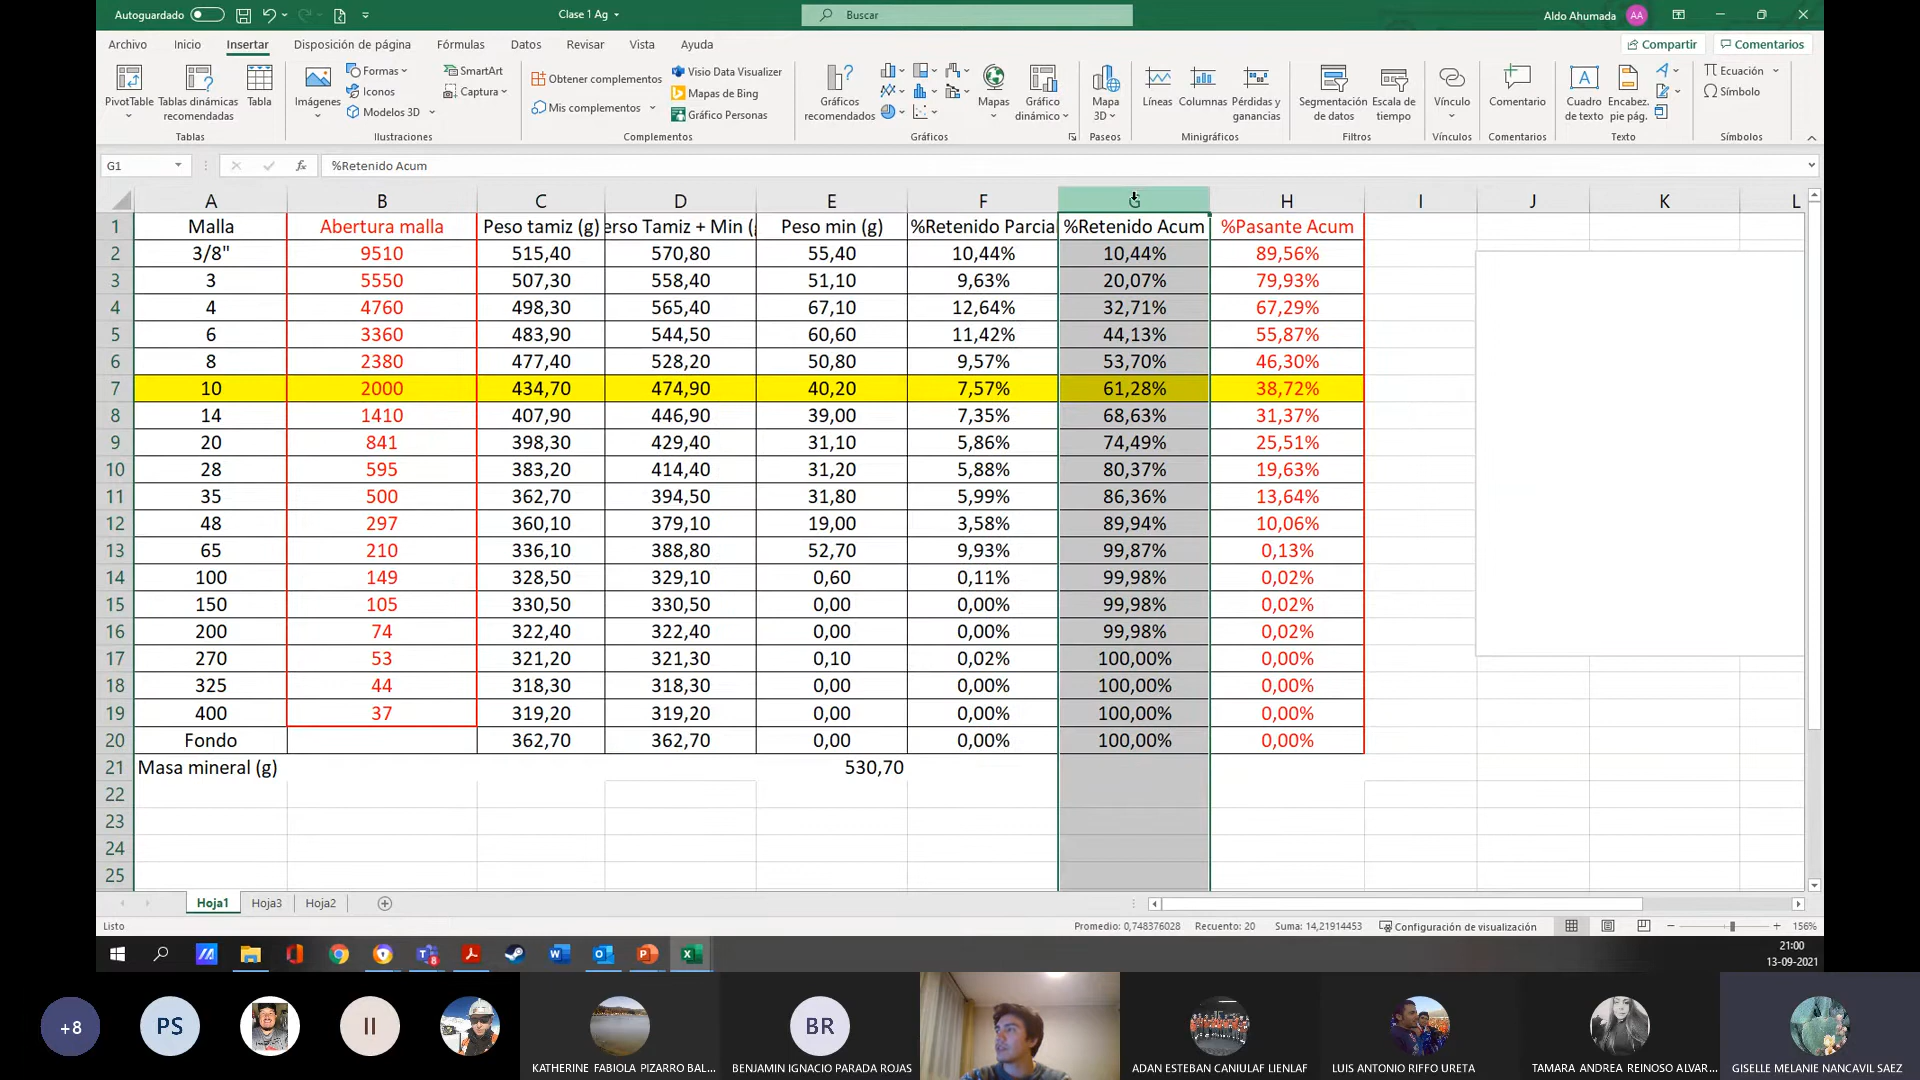 Autoguardado
Clase 1 Ag
Buscar
Aldo Ahumada
AA
Archivo Inicio Insertar Disposición de página Fórmulas Datos Revisar Vista Ayuda
Compartir
Comentarios
PivotTable
Tablas dinámicas recomendadas
Tabla
Tablas
Imágenes
Formas
Iconos
Modelos 3D
SmartArt
Captura
Ilustraciones
Obtener complementos
Mis complementos
Visio Data Visualizer
Mapas de Bing
Gráfico Personas
Complementos
Gráficos recomendados
Mapas
Gráfico dinámico
Gráficos
Mapa 3D
Paseos
Líneas
Columnas
Pérdidas y ganancias
Minigráficos
Segmentación de datos
Escala de tiempo
Filtros
Vínculo
Vínculos
Comentario
Comentarios
Cuadro de texto
Encabez. pie pág.
Texto
Ecuación
Símbolo
Símbolos
G1
fx
%Retenido Acum
A B C D E F G H I J K L
1 Malla Abertura malla Peso tamiz (g) erso Tamiz + Min ( Peso min (g) %Retenido Parcia %Retenido Acum %Pasante Acum
2 3/8" 9510 515,40 570,80 55,40 10,44% 10,44% 89,56%
3 3 5550 507,30 558,40 51,10 9,63% 20,07% 79,93%
4 4 4760 498,30 565,40 67,10 12,64% 32,71% 67,29%
5 6 3360 483,90 544,50 60,60 11,42% 44,13% 55,87%
6 8 2380 477,40 528,20 50,80 9,57% 53,70% 46,30%
7 10 2000 434,70 474,90 40,20 7,57% 61,28% 38,72%
8 14 1410 407,90 446,90 39,00 7,35% 68,63% 31,37%
9 20 841 398,30 429,40 31,10 5,86% 74,49% 25,51%
10 28 595 383,20 414,40 31,20 5,88% 80,37% 19,63%
11 35 500 362,70 394,50 31,80 5,99% 86,36% 13,64%
12 48 297 360,10 379,10 19,00 3,58% 89,94% 10,06%
13 65 210 336,10 388,80 52,70 9,93% 99,87% 0,13%
14 100 149 328,50 329,10 0,60 0,11% 99,98% 0,02%
15 150 105 330,50 330,50 0,00 0,00% 99,98% 0,02%
16 200 74 322,40 322,40 0,00 0,00% 99,98% 0,02%
17 270 53 321,20 321,30 0,10 0,02% 100,00% 0,00%
18 325 44 318,30 318,30 0,00 0,00% 100,00% 0,00%
19 400 37 319,20 319,20 0,00 0,00% 100,00% 0,00%
20 Fondo 362,70 362,70 0,00 0,00% 100,00% 0,00%
21 Masa mineral (g) 530,70
22
23
24
25
Hoja1 Hoja3 Hoja2
Listo
Promedio: 0,748376028 Recuento: 20 Suma: 14,21914453 Configuración de visualización 156%
21:00
13-09-2021
+8
PS
II
KATHERINE FABIOLA PIZARRO BAL...
BR
BENJAMIN IGNACIO PARADA ROJAS
ADAN ESTEBAN CANIULAF LIENLAF
LUIS ANTONIO RIFFO URETA
TAMARA ANDREA REINOSO ALVAR...
GISELLE MELANIE NANCAVIL SAEZ